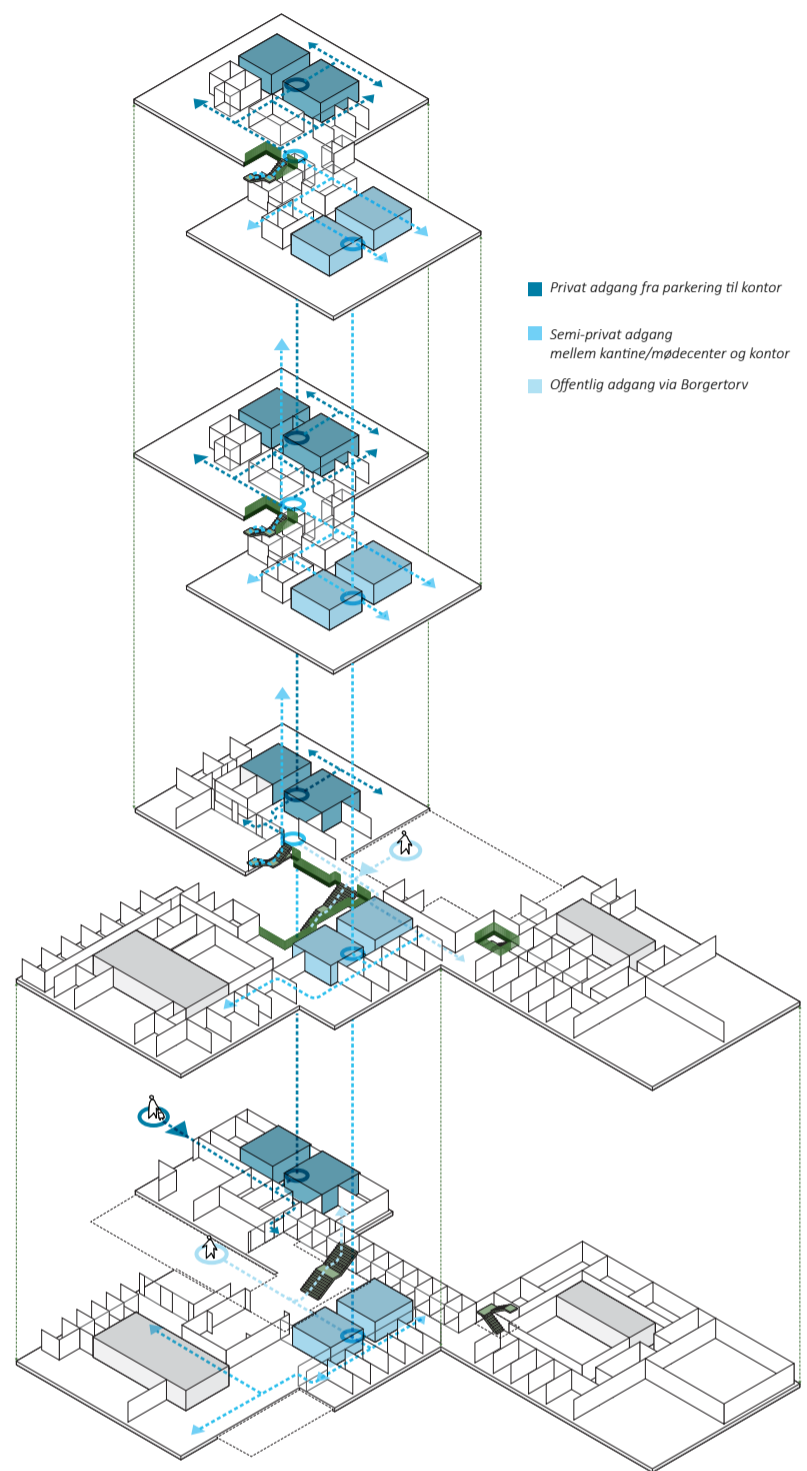 Privat adgang fra parkering til kontor
Semi-privat adgang
mellem kantine/mødecenter og kontor
Offentlig adgang via Borgertorv